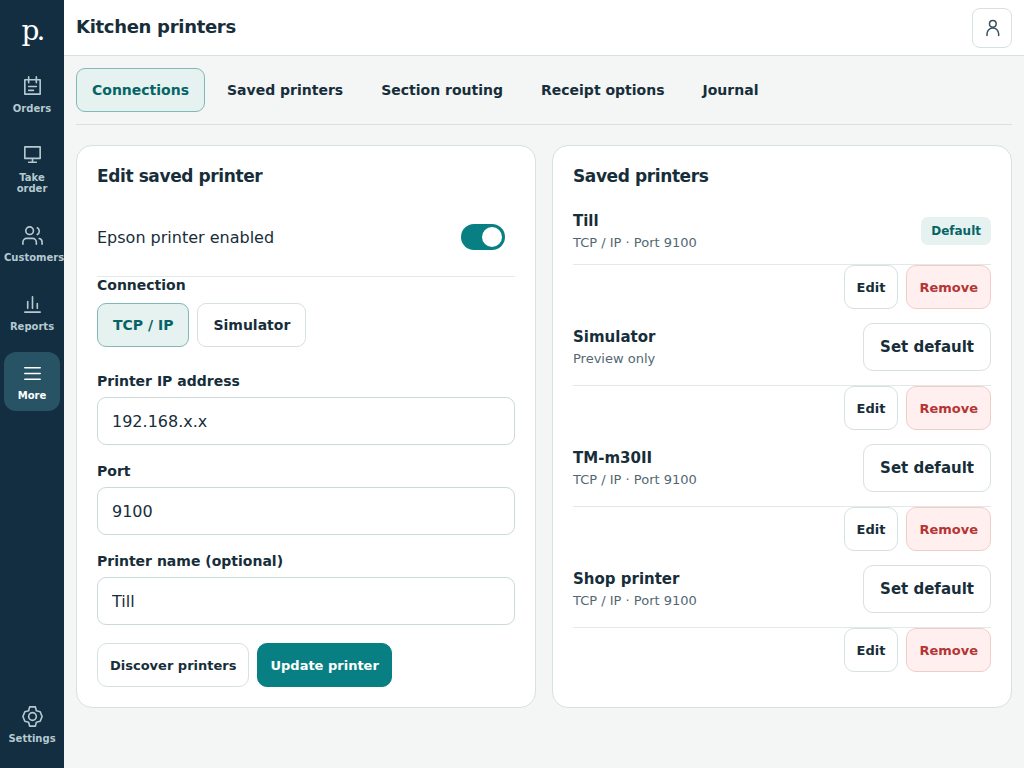 p.
Orders
Take
order
Customers
Reports
More
Settings
Kitchen printers
Connections
Saved printers
Section routing
Receipt options
Journal
Edit saved printer
Epson printer enabled
Connection
TCP / IP
Simulator
Printer IP address
192.168.x.x
Port
9100
Printer name (optional)
Till
Discover printers
Update printer
Saved printers
Till
TCP / IP · Port 9100
Default
Edit
Remove
Simulator
Preview only
Set default
Edit
Remove
TM-m30II
TCP / IP · Port 9100
Set default
Edit
Remove
Shop printer
TCP / IP · Port 9100
Set default
Edit
Remove